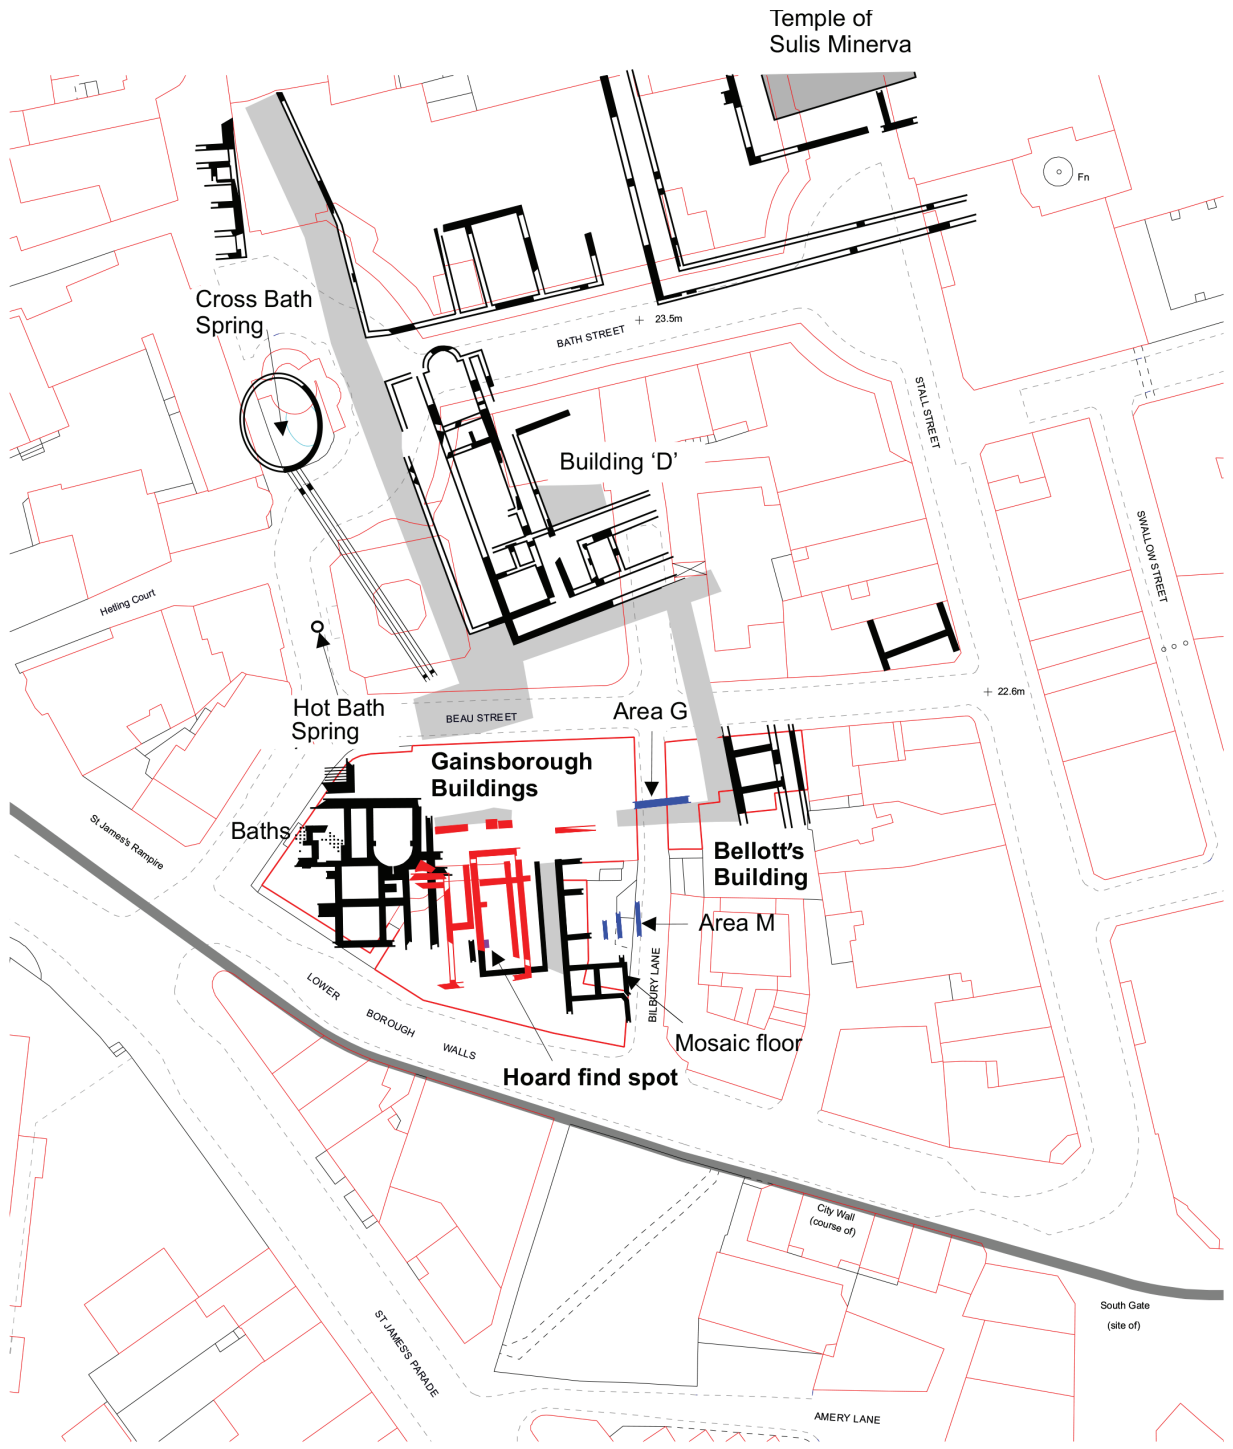 Temple of
Sulis Minerva
Fn
Cross Bath
Spring
BATH STREET
23.5m
STALL STREET
Building ‘D’
SWALLOW STREET
Hetling Court
Hot Bath
Spring
BEAU STREET
Area G
22.6m
Gainsborough
Buildings
St James's Rampire
Baths
Bellott’s
Building
Area M
BILBURY LANE
LOWER
BOROUGH
WALLS
Mosaic floor
Hoard find spot
City Wall
(course of)
South Gate
(site of)
ST JAMES'S PARADE
AMERY LANE